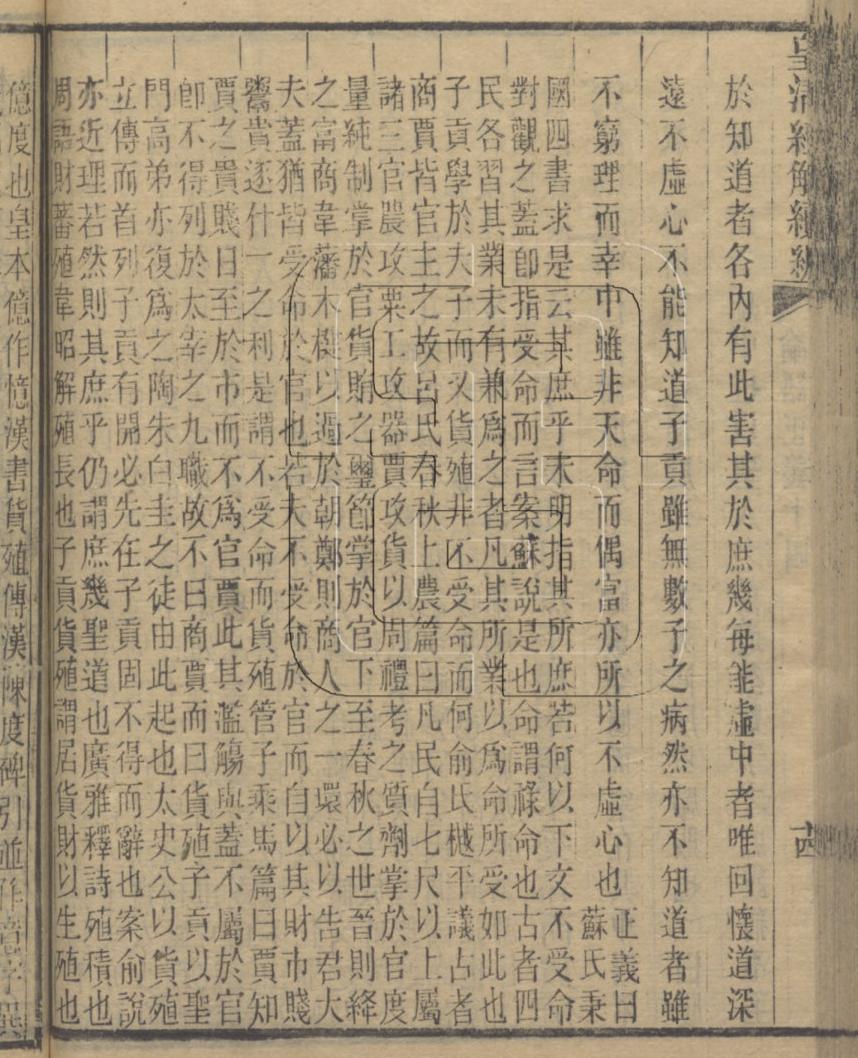 皇清經解續編
十四
於知道者各內有此害其於庶幾每能虛中者唯回懷道深
遠不虛心不能知道子貢雖無數子之病然亦不知道者雖
不窮理而幸中雖非天命而偶富亦所以不虛心也
正義曰
蘇氏秉
國四書求是云其庶乎未明指其所庶若何以下文不受命
對觀之蓋卽指受命而言案蘇說是也命謂祿命也古者四
民各習其業未有兼爲之者凡其所業以爲命所受如此也
子貢學於夫子而又貨殖非不受命而何俞氏樾平議占者
商賈皆官主之故呂氏春秋上農篇曰凡民自七尺以上屬
諸三官農攻粟工攻器賈攻貨以周禮考之質劑掌於官度
量純制掌於官貨賄之璽節掌於官下至春秋之世晉則絳
之富商韋藩木楗以過於朝鄭則商人之一環必以告君大
夫蓋猶皆受命於官也若夫不受命於官而自以其財市賤
鬻貴逐什一之利是謂不受命而貨殖管子乘馬篇曰賈知
賈之貴賤日至於市而不爲官賈此其濫觴與蓋不屬於官
卽不得列於太宰之九職故不曰商賈而曰貨殖子貢以聖
門高弟亦復爲之陶朱白圭之徒由此起也太史公以貨殖
立傳而首列子貢有開必先在子貢固不得而辭也案俞說
亦近理若然則其庶乎仍謂庶幾聖道也廣雅釋詩殖積也
周語財蕃殖韋昭解殖長也子貢貨殖謂居貨財以生殖也
億度也皇本億作憶漢書貨殖傳漢陳度碑引並作意字選